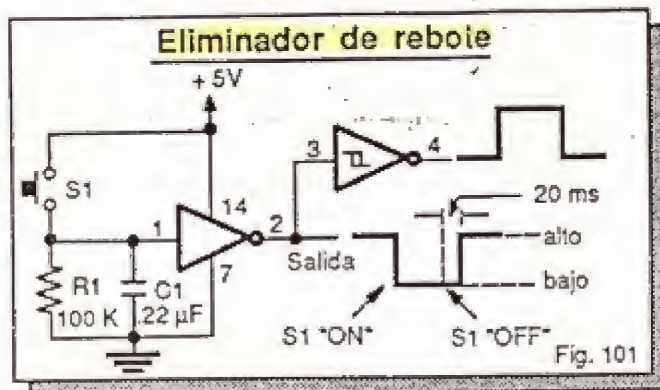 Eliminador de rebote
+ 5V
S1
14
1
2
3
4
7
20 ms
Salida
alto
bajo
R1
100 K
C1
.22 µF
S1 "ON"
S1 "OFF"
Fig. 101